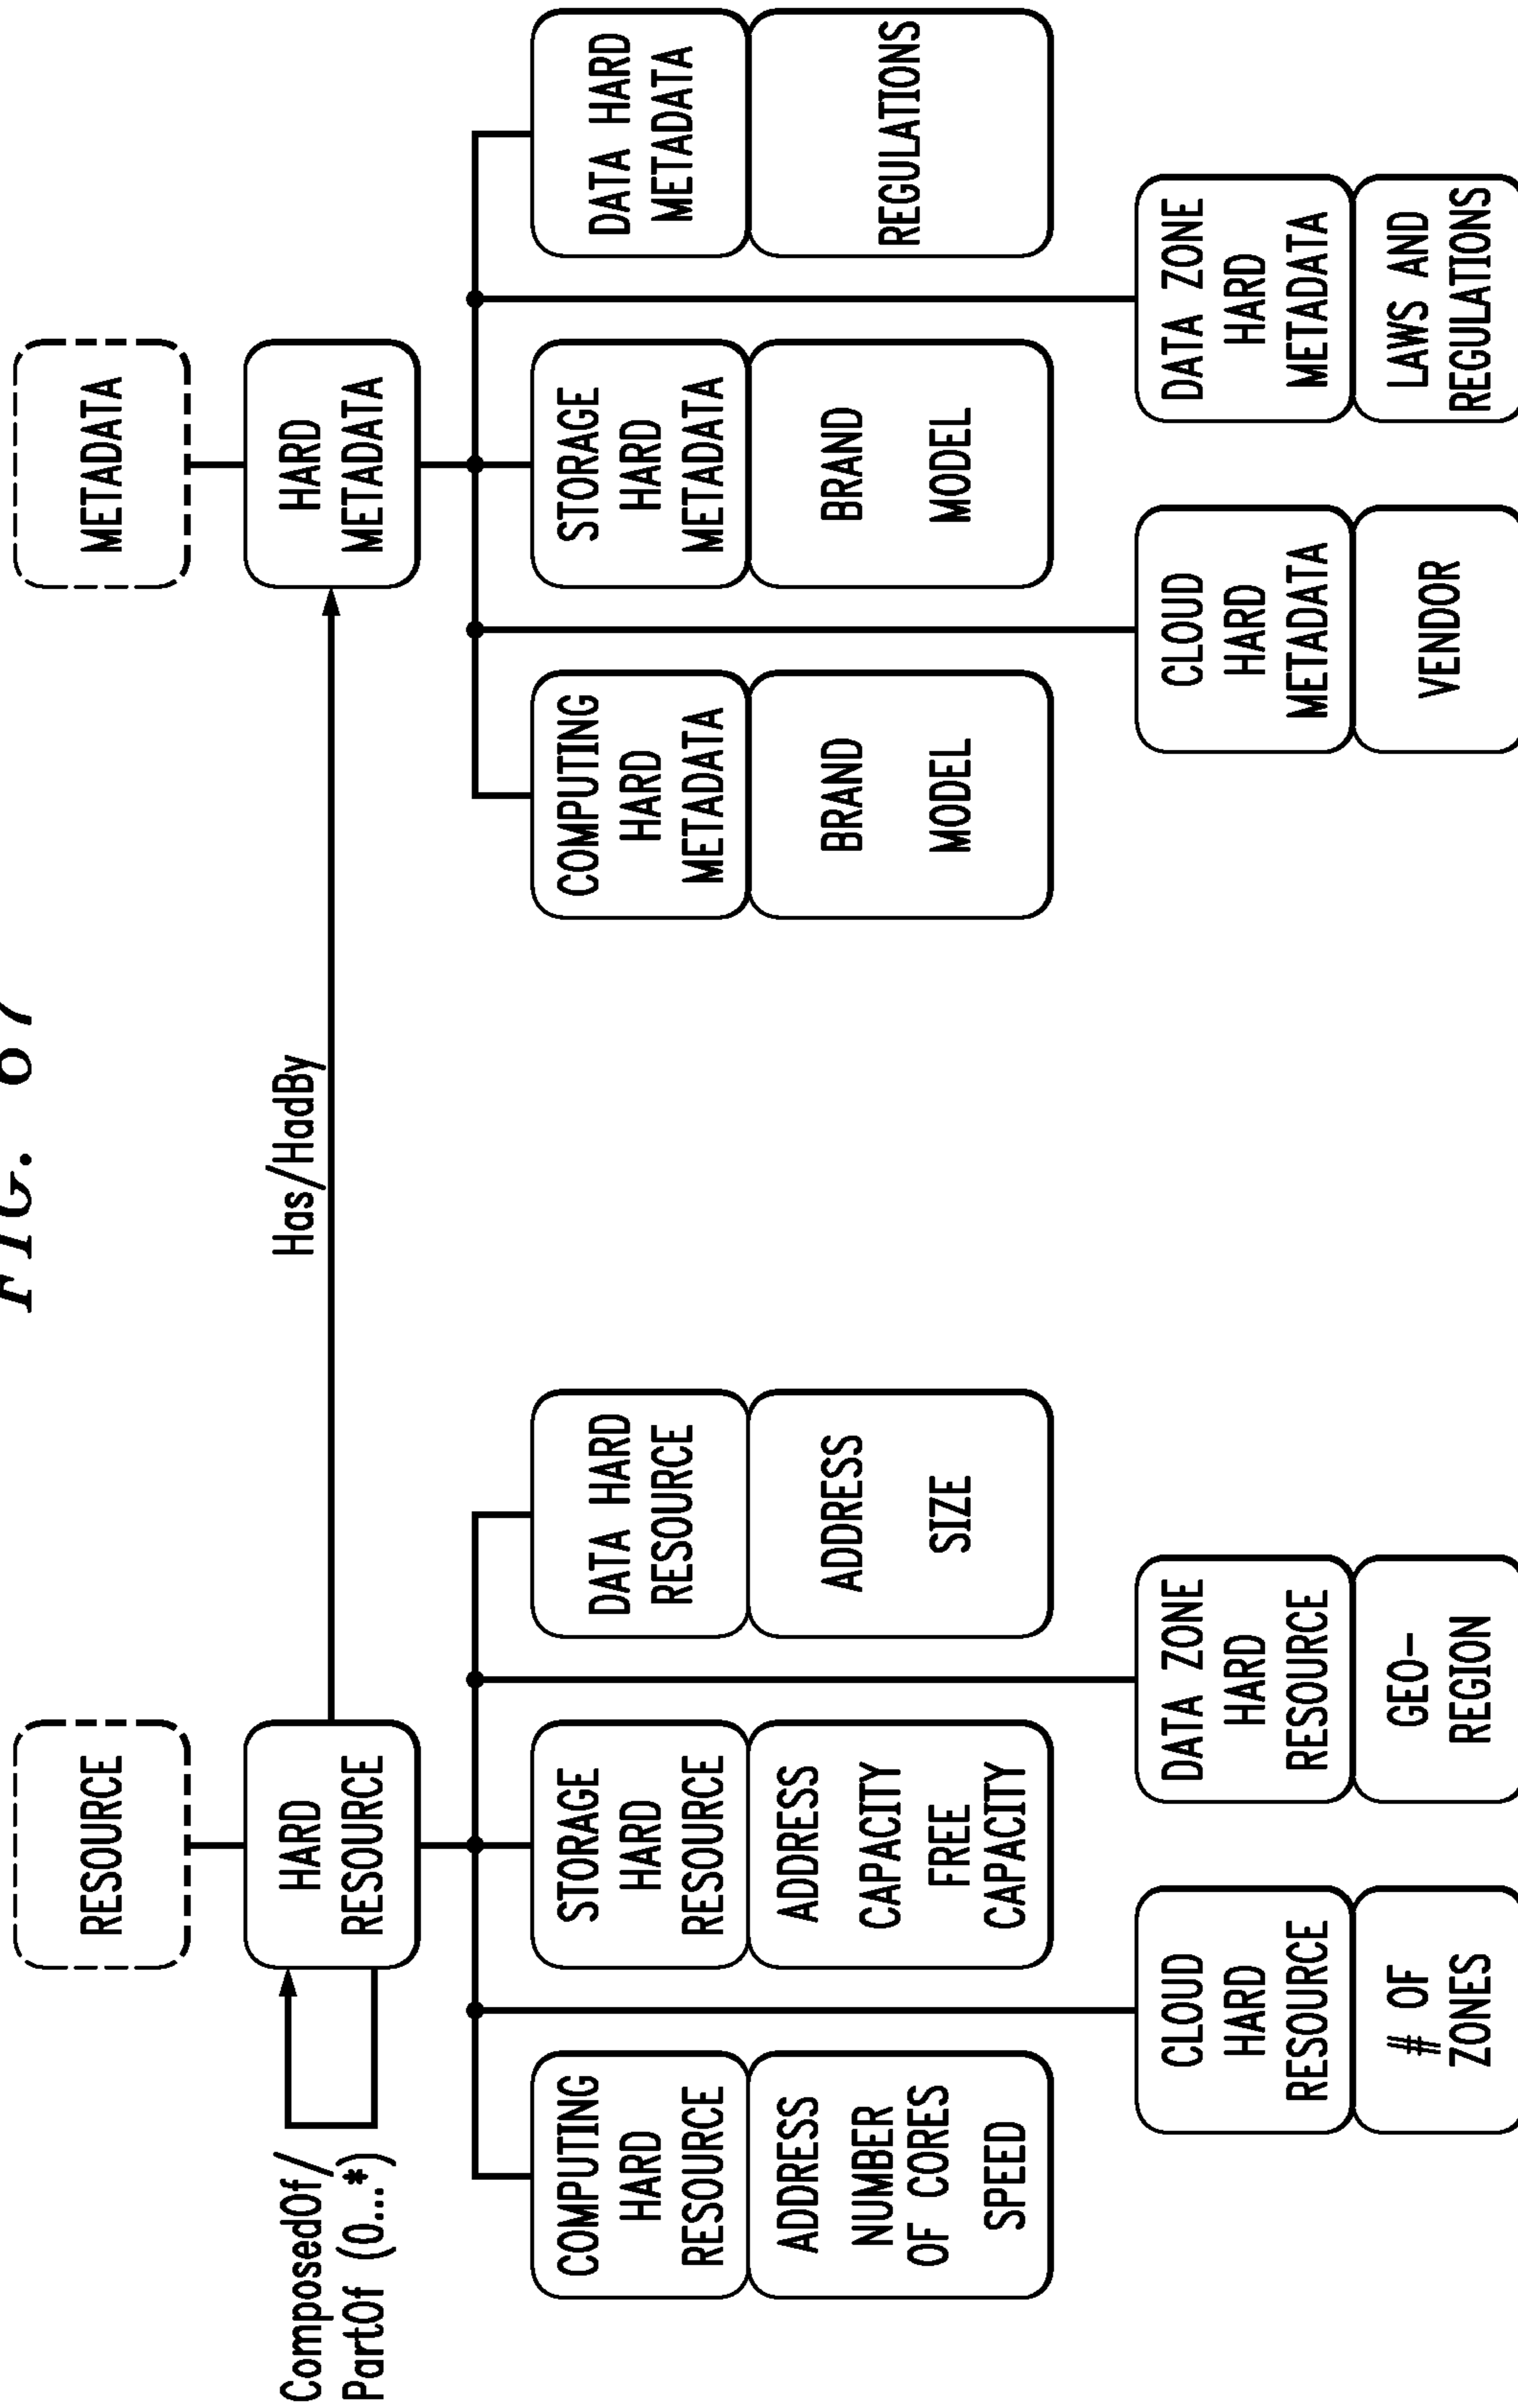 FIG.
RESOURCE
METADATA
ComposedOf/
PartOf (0...*)
HARD
RESOURCE
Has/HadBy
HARD
METADATA
COMPUTING
HARD
RESOURCE
ADDRESS
NUMBER
OF CORES
SPEED
STORAGE
HARD
RESOURCE
ADDRESS
CAPACITY
FREE
CAPACITY
DATA HARD
RESOURCE
ADDRESS
SIZE
COMPUTING
HARD
METADATA
BRAND
MODEL
STORAGE
HARD
METADATA
BRAND
MODEL
DATA HARD
METADATA
REGULATIONS
CLOUD
HARD
RESOURCE
# OF
ZONES
DATA ZONE
HARD
RESOURCE
GEO-
REGION
CLOUD
HARD
METADATA
VENDOR
DATA ZONE
HARD
METADATA
LAWS AND
REGULATIONS